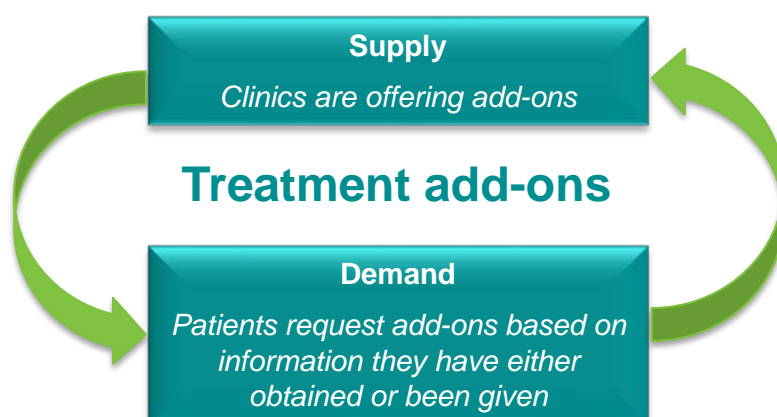 Supply
Clinics are offering add-ons
Treatment add-ons
Demand
Patients request add-ons based on
information they have either
obtained or been given